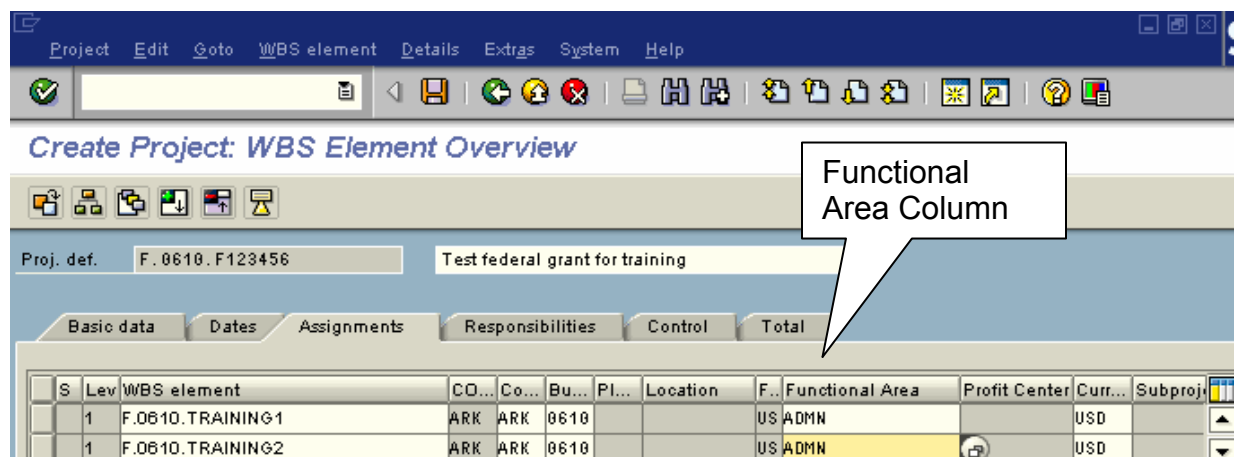 Project Edit Goto WBS element Details Extras System Help
Create Project: WBS Element Overview
Functional
Area Column
Proj. def. F.0610.F123456 Test federal grant for training
Basic data Dates Assignments Responsibilities Control Total
S Lev WBS element CO... Co... Bu... Pl... Location F.. Functional Area Profit Center Curr... Subproj
1 F.0610.TRAINING1 ARK ARK 0610 US ADMN USD
1 F.0610.TRAINING2 ARK ARK 0610 US ADMN USD